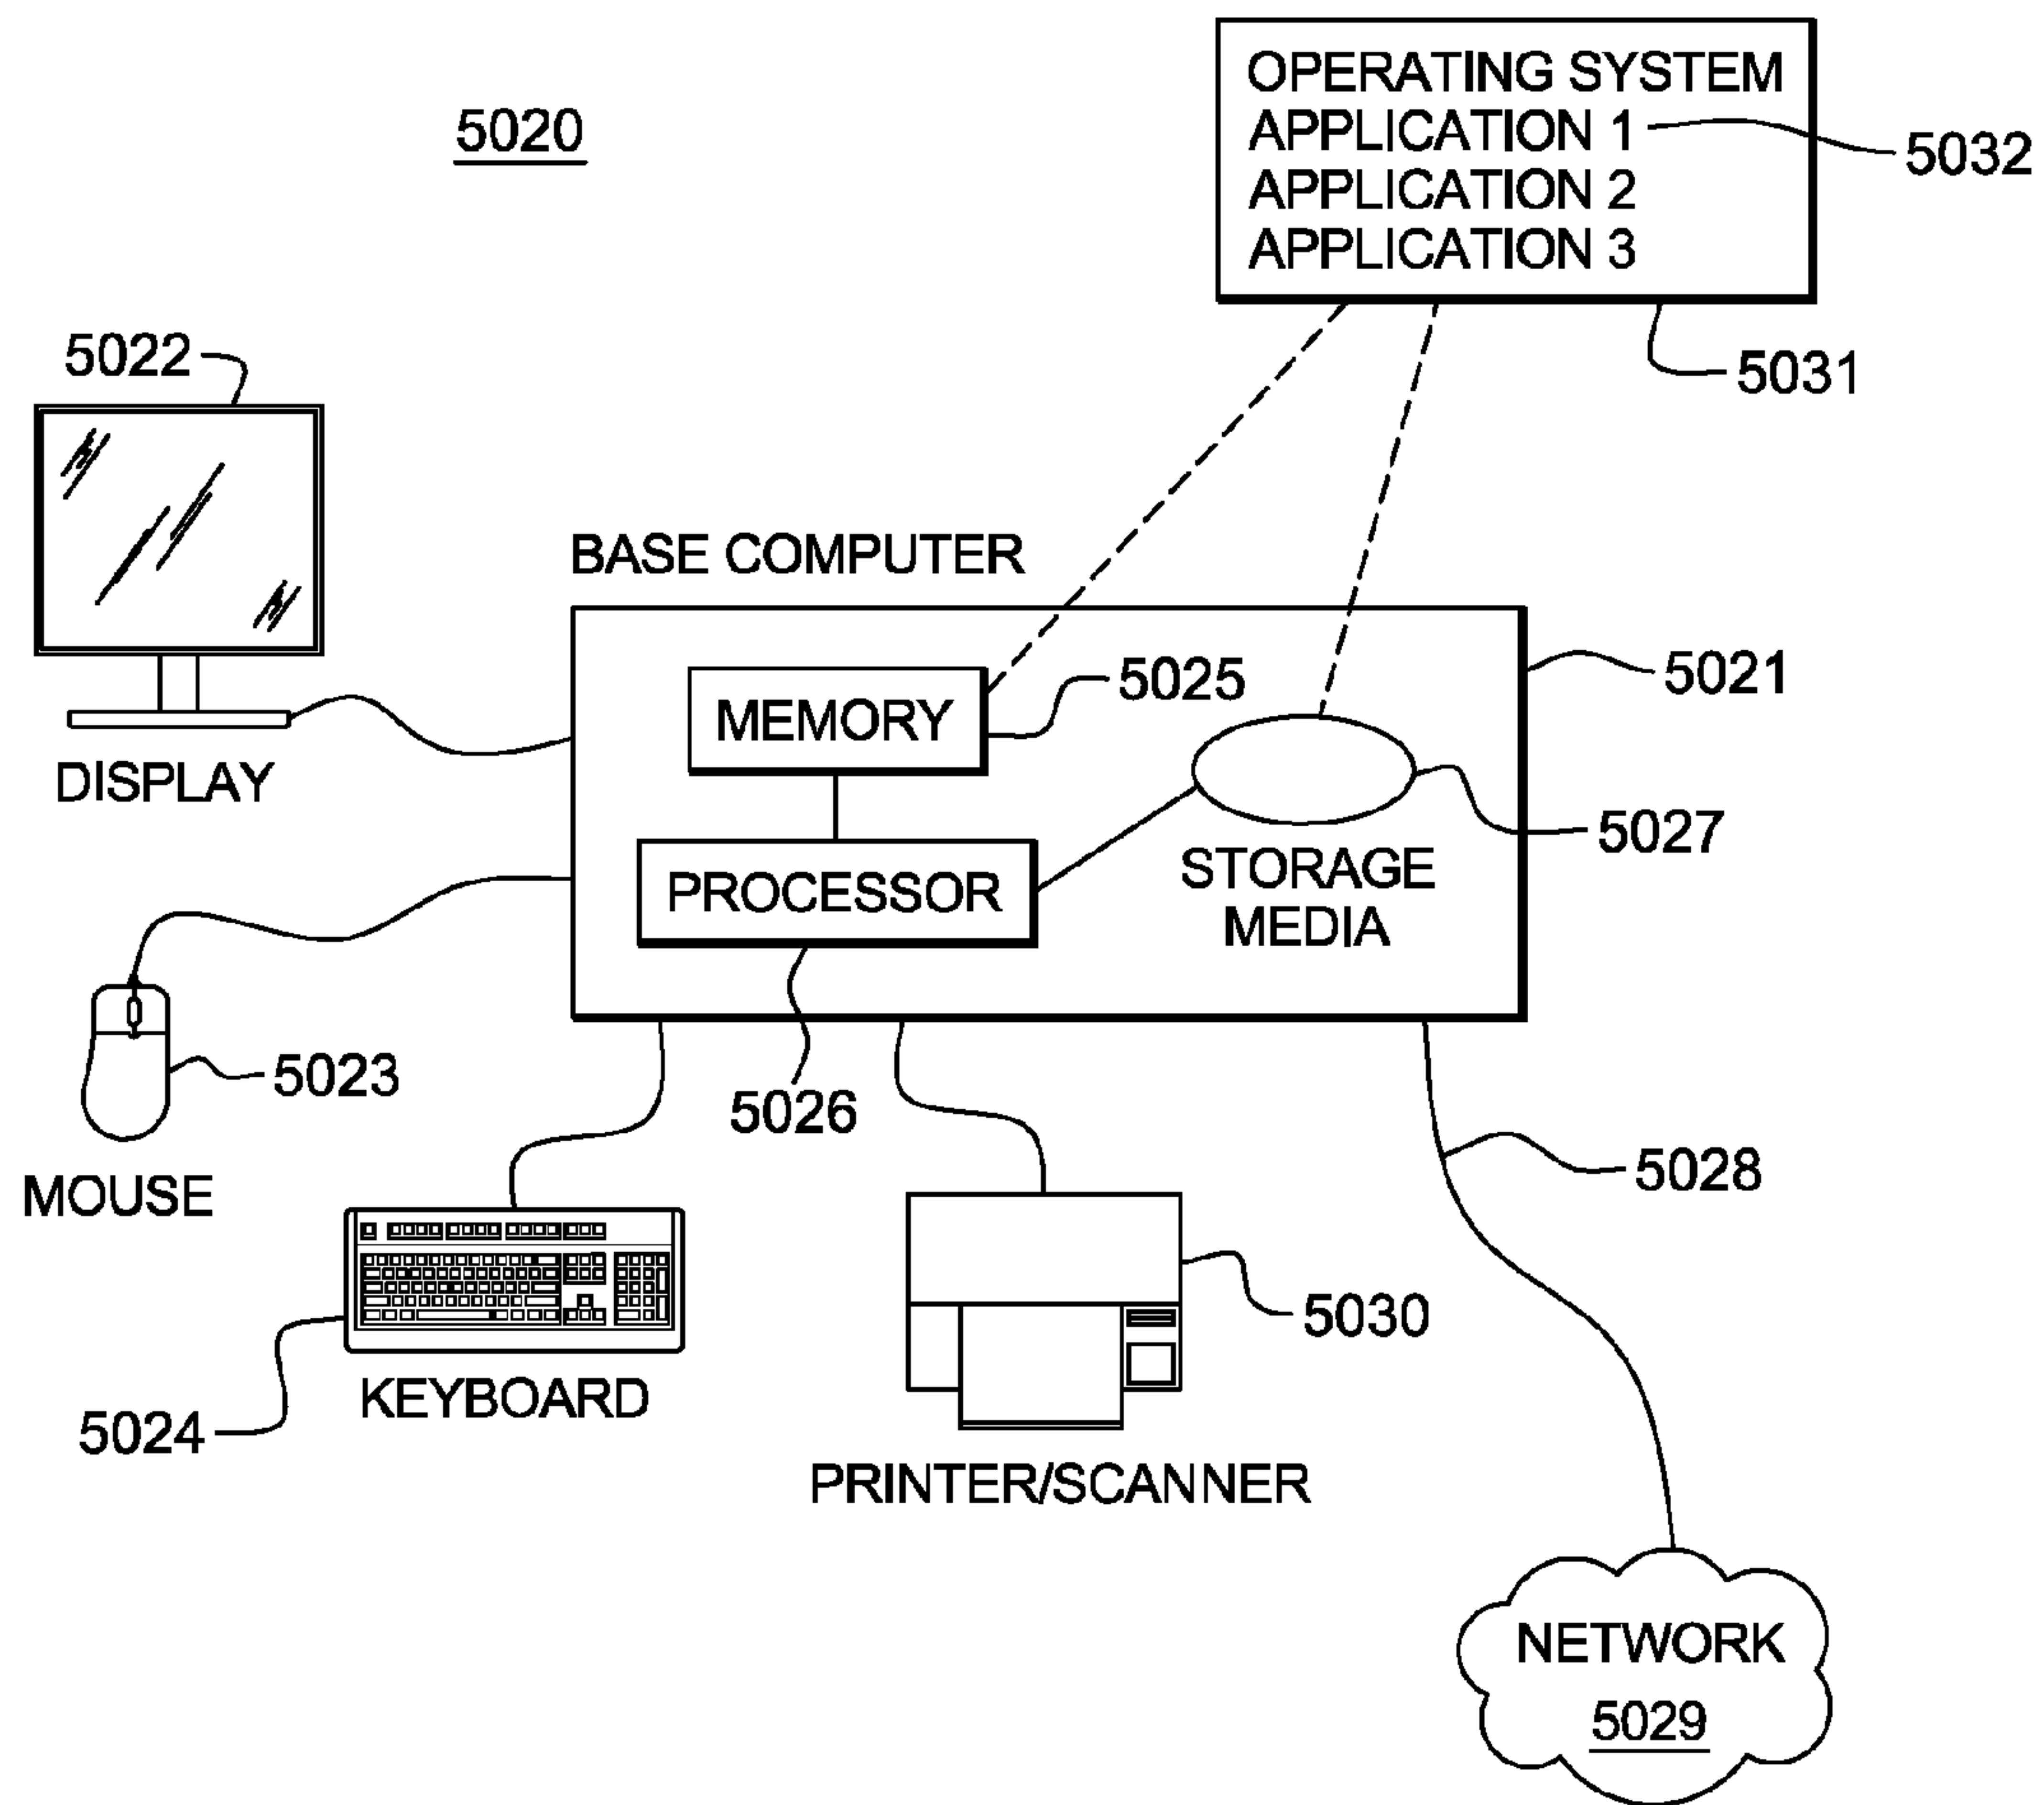 5020
OPERATING SYSTEM
APPLICATION 1
APPLICATION 2
APPLICATION 3
5032
5031
5022
DISPLAY
BASE COMPUTER
MEMORY
5025
5021
PROCESSOR
STORAGE
MEDIA
5027
5023
MOUSE
5026
5028
5024
KEYBOARD
5030
PRINTER/SCANNER
NETWORK
5029